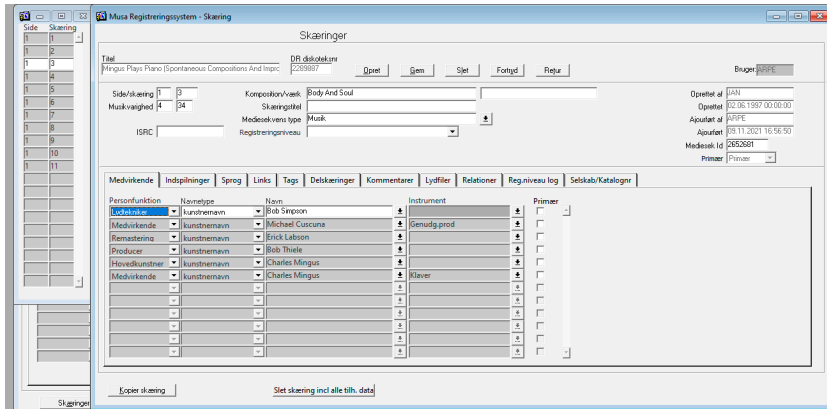 Side Skæring
1 1
1 2
1 3
1 4
1 5
1 6
1 7
1 8
1 9
1 10
1 11
Musa Registreringssystem - Skæring
Skæringer
Titel
Mingus Plays Piano (Spontaneous Compositions And Impro
DR diskoteksnr
2289887
Opret Gem Slet Fortryd Retur
Bruger: ARPE
Side/skæring 1 3
Musikvarighed 4 34
ISRC
Komposition/værk Body And Soul
Skæringstitel
Mediesekvens type Musik
Registreringsniveau
Oprettet af JAN
Oprettet 02.06.1997 00:00:00
Ajourført af ARPE
Ajourført 09.11.2021 16:56:50
Mediesek Id 2652681
Primær Primær
Medvirkende Indspilninger Sprog Links Tags Delskæringer Kommentarer Lydfiler Relationer Reg.niveau log Selskab/Katalognr
Personfunktion Navnetype Navn Instrument Primær
Lydtekniker kunstnernavn Bob Simpson
Medvirkende kunstnernavn Michael Cuscuna Genudg.prod
Remastering kunstnernavn Erick Labson
Producer kunstnernavn Bob Thiele
Hovedkunstner kunstnernavn Charles Mingus
Medvirkende kunstnernavn Charles Mingus Klaver
Kopier skæring Slet skæring incl alle tilh. data
Skæringer